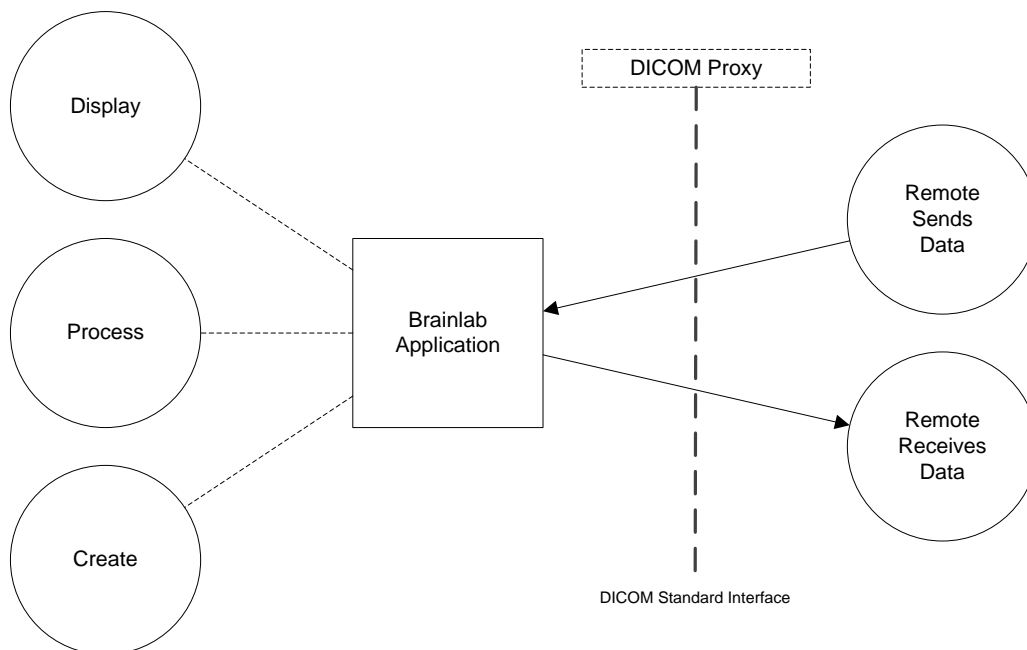 Display
Process
Create
Brainlab
Application
DICOM Proxy
DICOM Standard Interface
Remote
Sends
Data
Remote
Receives
Data